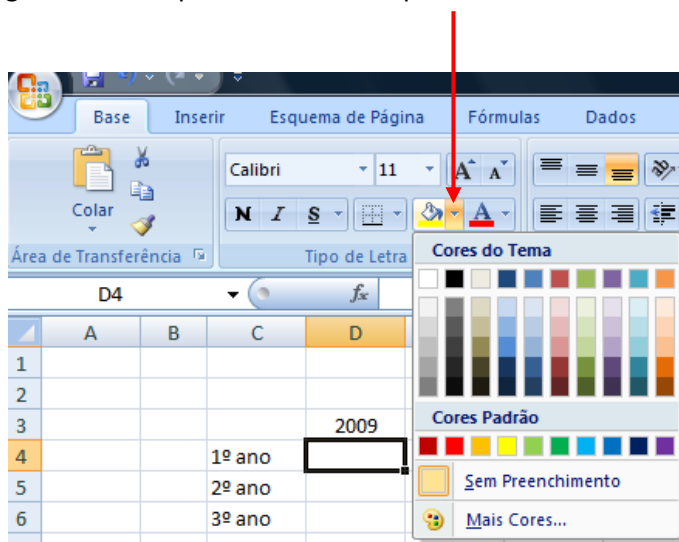 Base Inserir Esquema de Página Fórmulas Dados
Calibri 11 A A
Colar
N I S A
Área de Transferência Tipo de Letra
Cores do Tema
D4 fx
A B C D
1
2
3 2009
4 1º ano
5 2º ano
6 3º ano
Cores Padrão
Sem Preenchimento
Mais Cores...